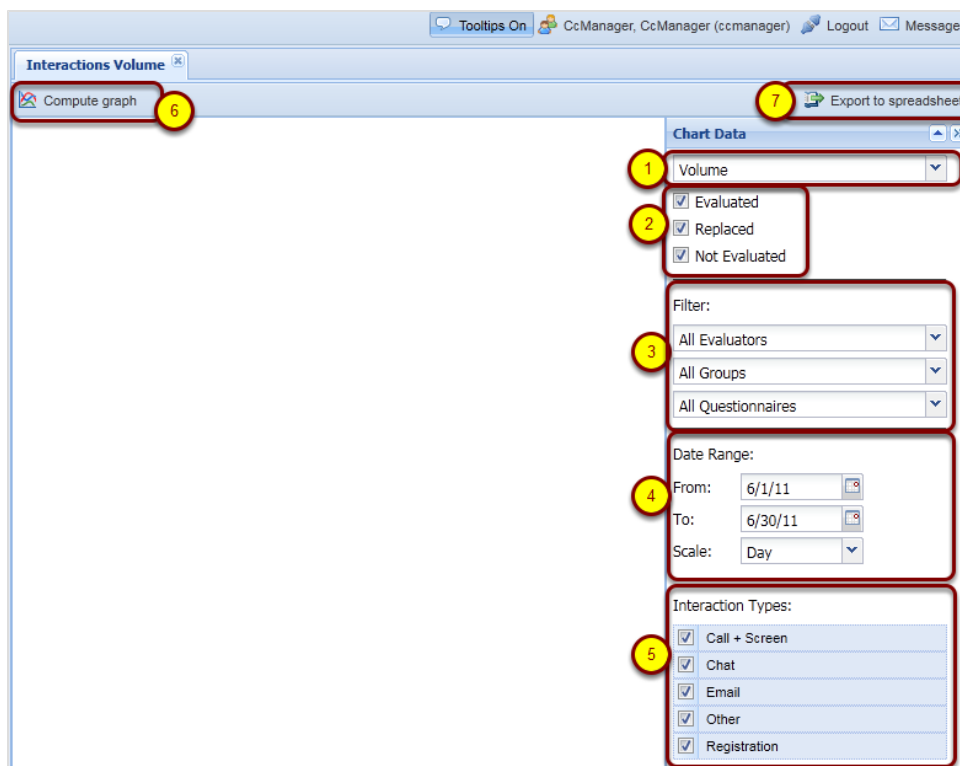 Tooltips On CcManager, CcManager (ccmanager) Logout Message
Interactions Volume
Compute graph 6 7 Export to spreadsheet
Chart Data
1 Volume
Evaluated
2 Replaced
Not Evaluated
Filter:
3 All Evaluators
All Groups
All Questionnaires
Date Range:
4 From: 6/1/11
To: 6/30/11
Scale: Day
Interaction Types:
Call + Screen
5 Chat
Email
Other
Registration